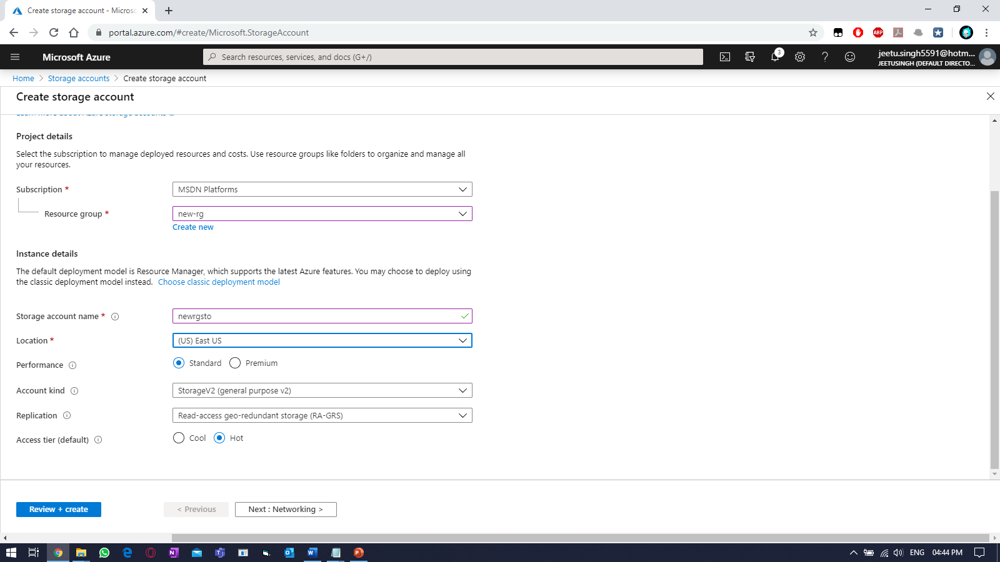 Create storage account - Microsc
portal.azure.com/#create/Microsoft.StorageAccount
ABP
Microsoft Azure
Search resources, services, and docs (G+/)
3
jeetu.singh5591@hotm...
JEETUSINGH (DEFAULT DIRECTO...
Home > Storage accounts > Create storage account
Create storage account
Learn more about Azure storage accounts
Project details
Select the subscription to manage deployed resources and costs. Use resource groups like folders to organize and manage all
your resources.
Subscription *
MSDN Platforms
Resource group *
new-rg
Create new
Instance details
The default deployment model is Resource Manager, which supports the latest Azure features. You may choose to deploy using
the classic deployment model instead. Choose classic deployment model
Storage account name *
newrgsto
Location *
(US) East US
Performance
Standard Premium
Account kind
StorageV2 (general purpose v2)
Replication
Read-access geo-redundant storage (RA-GRS)
Access tier (default)
Cool Hot
Review + create
< Previous
Next : Networking >
ENG 04:44 PM